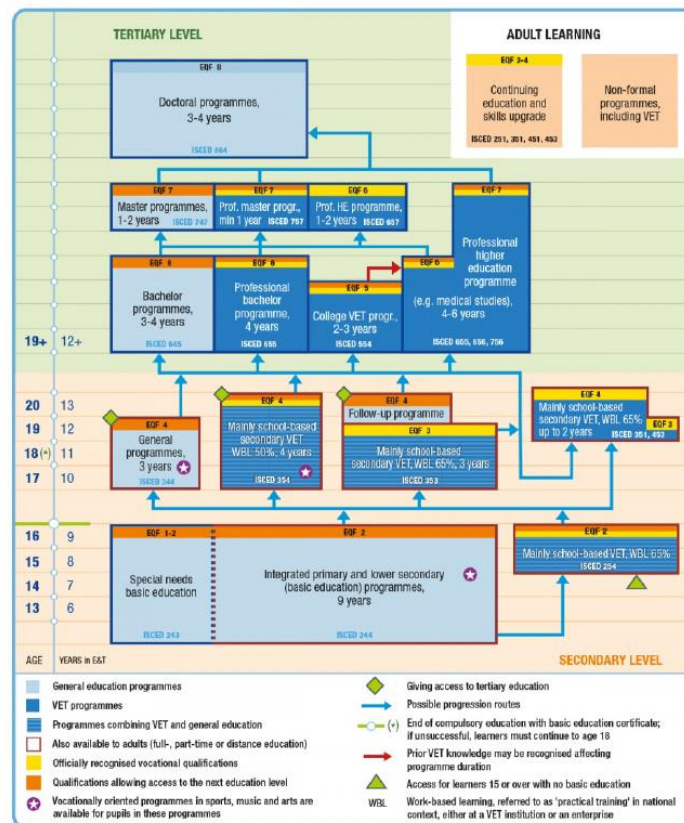 TERTIARY LEVEL
ADULT LEARNING
EQF 8
Doctoral programmes,
3-4 years
ISCED 864
EQF 3-4
Continuing
education and
skills upgrade
ISCED 251, 351, 451, 453
Non-formal
programmes,
including VET
EQF 7
Master programmes,
1-2 years ISCED 747
EQF 7
Prof. master progr.,
min 1 year ISCED 757
EQF 6
Prof. HE programme,
1-2 years ISCED 657
EQF 7
Professional
higher
education
programme
(e.g. medical studies),
4-6 years
ISCED 655, 656, 756
EQF 6
EQF 6
Bachelor
programmes,
3-4 years
ISCED 645
EQF 6
Professional
bachelor
programme,
4 years
ISCED 655
EQF 5
College VET progr.,
2-3 years
ISCED 554
19+ 12+
20 13
19 12
18 (*) 11
17 10
EQF 4
General
programmes,
3 years
ISCED 344
EQF 4
Mainly school-based
secondary VET
WBL 50%, 4 years
ISCED 354
EQF 4
Follow-up programme
EQF 3
Mainly school-based
secondary VET, WBL 65%, 3 years
ISCED 353
EQF 4
Mainly school-based
secondary VET, WBL 65%
up to 2 years
ISCED 351, 453
EQF 3
16 9
15 8
14 7
13 6
EQF 1-2
Special needs
basic education
ISCED 243
EQF 2
Integrated primary and lower secondary
(basic education) programmes,
9 years
ISCED 244
EQF 2
Mainly school-based VET, WBL 65%
ISCED 254
AGE YEARS in E&T
SECONDARY LEVEL
General education programmes
VET programmes
Programmes combining VET and general education
Also available to adults (full-, part-time or distance education)
Officially recognised vocational qualifications
Qualifications allowing access to the next education level
Vocationally oriented programmes in sports, music and arts are
available for pupils in these programmes
Giving access to tertiary education
Possible progression routes
(*) End of compulsory education with basic education certificate;
if unsuccessful, learners must continue to age 18
Prior VET knowledge may be recognised affecting
programme duration
Access for learners 15 or over with no basic education
WBL Work-based learning, referred to as 'practical training' in national
context, either at a VET institution or an enterprise